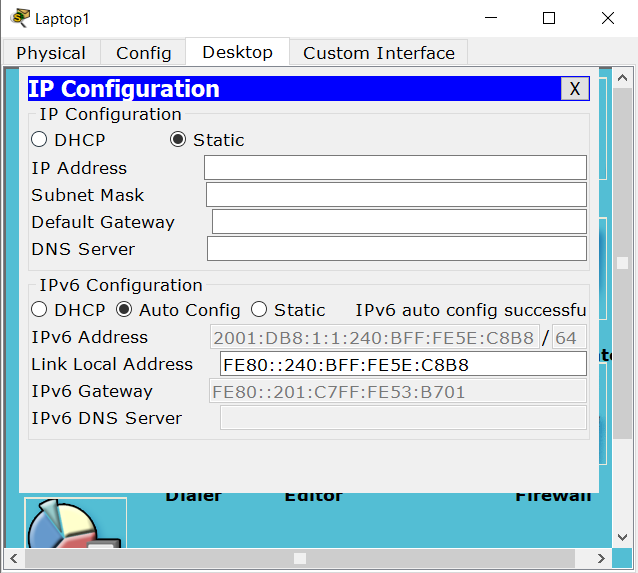 Laptop1
Physical Config Desktop Custom Interface
IP Configuration X
IP Configuration
DHCP Static
IP Address
Subnet Mask
Default Gateway
DNS Server
IPv6 Configuration
DHCP Auto Config Static IPv6 auto config successfu
IPv6 Address 2001:DB8:1:1:240:BFF:FE5E:C8B8 / 64
Link Local Address FE80::240:BFF:FE5E:C8B8
IPv6 Gateway FE80::201:C7FF:FE53:B701
IPv6 DNS Server
Dialer Editor Firewall